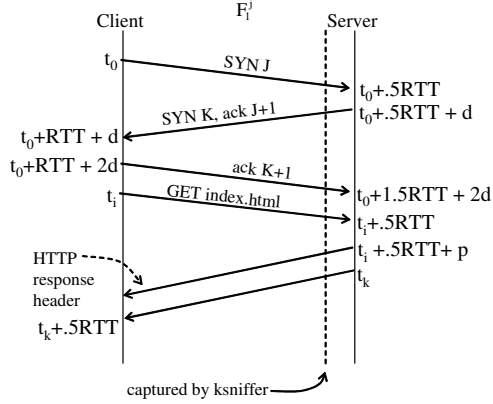 F₁ʲ
Client
Server
t₀
SYN J
t₀+.5RTT
SYN K, ack J+1
t₀+.5RTT + d
t₀+RTT + d
t₀+RTT + 2d
ack K+1
t₀+1.5RTT + 2d
tᵢ
GET index.html
tᵢ+.5RTT
HTTP
response
header
tᵢ +.5RTT+ p
tₖ
tₖ+.5RTT
captured by ksniffer